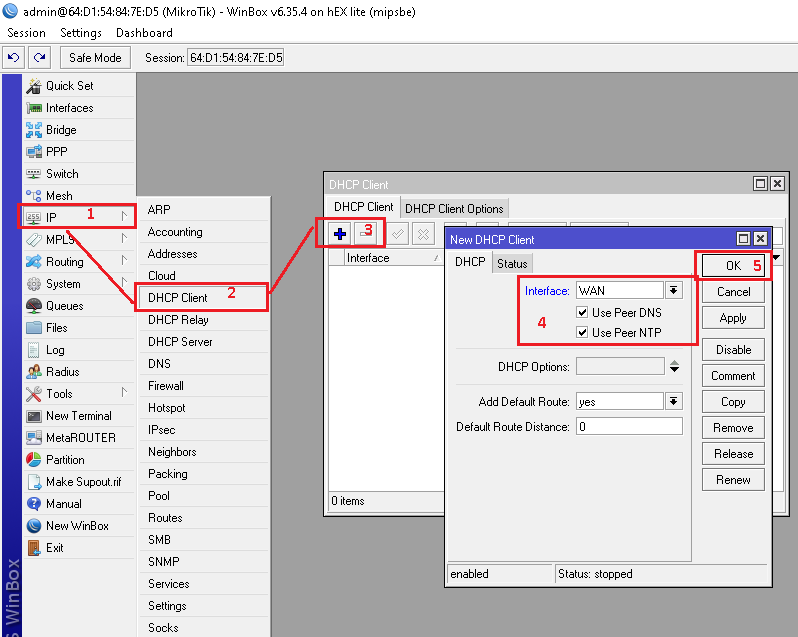 admin@64:D1:54:84:7E:D5 (MikroTik) - WinBox v6.35.4 on hEX lite (mipsbe)
Session Settings Dashboard
Safe Mode Session: 64:D1:54:84:7E:D5
Quick Set
Interfaces
Bridge
PPP
Switch
Mesh
255 IP 1
MPLS
Routing
System
Queues
Files
Log
Radius
Tools
New Terminal
MetaROUTER
Partition
Make Supout.rif
Manual
New WinBox
Exit
S WinBox
ARP
Accounting
Addresses
Cloud
DHCP Client 2
DHCP Relay
DHCP Server
DNS
Firewall
Hotspot
IPsec
Neighbors
Packing
Pool
Routes
SMB
SNMP
Services
Settings
Socks
DHCP Client
DHCP Client DHCP Client Options
3
Interface
0 items
New DHCP Client
DHCP Status
Interface: WAN
Use Peer DNS
4
Use Peer NTP
DHCP Options:
Add Default Route: yes
Default Route Distance: 0
OK 5
Cancel
Apply
Disable
Comment
Copy
Remove
Release
Renew
enabled Status: stopped